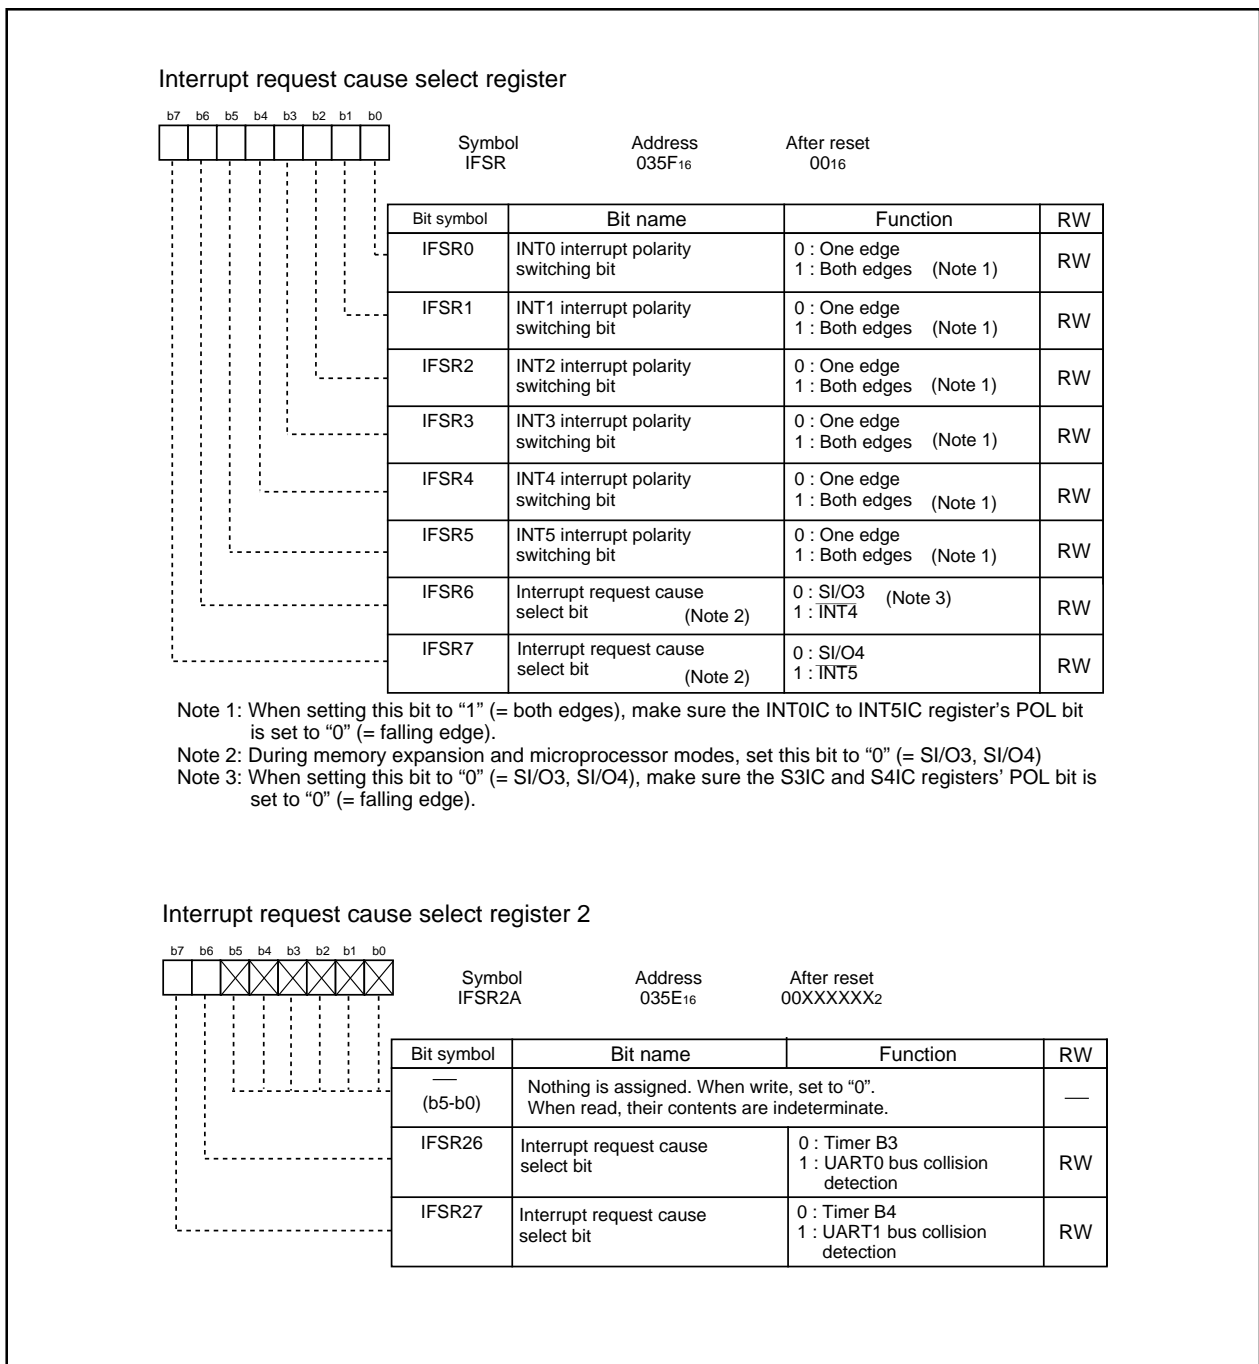 Interrupt request cause select register
b7 b6 b5 b4 b3 b2 b1 b0
Symbol Address After reset
IFSR 035F16 0016
Bit symbol Bit name Function RW
IFSR0 INT0 interrupt polarity switching bit 0 : One edge 1 : Both edges (Note 1) RW
IFSR1 INT1 interrupt polarity switching bit 0 : One edge 1 : Both edges (Note 1) RW
IFSR2 INT2 interrupt polarity switching bit 0 : One edge 1 : Both edges (Note 1) RW
IFSR3 INT3 interrupt polarity switching bit 0 : One edge 1 : Both edges (Note 1) RW
IFSR4 INT4 interrupt polarity switching bit 0 : One edge 1 : Both edges (Note 1) RW
IFSR5 INT5 interrupt polarity switching bit 0 : One edge 1 : Both edges (Note 1) RW
IFSR6 Interrupt request cause select bit (Note 2) 0 : SI/O3 (Note 3) 1 : INT4 RW
IFSR7 Interrupt request cause select bit (Note 2) 0 : SI/O4 1 : INT5 RW
Note 1: When setting this bit to “1” (= both edges), make sure the INT0IC to INT5IC register’s POL bit
is set to “0” (= falling edge).
Note 2: During memory expansion and microprocessor modes, set this bit to “0” (= SI/O3, SI/O4)
Note 3: When setting this bit to “0” (= SI/O3, SI/O4), make sure the S3IC and S4IC registers’ POL bit is
set to “0” (= falling edge).
Interrupt request cause select register 2
b7 b6 b5 b4 b3 b2 b1 b0
Symbol Address After reset
IFSR2A 035E16 00XXXXXX2
Bit symbol Bit name Function RW
— (b5-b0) Nothing is assigned. When write, set to “0”. When read, their contents are indeterminate. —
IFSR26 Interrupt request cause select bit 0 : Timer B3 1 : UART0 bus collision detection RW
IFSR27 Interrupt request cause select bit 0 : Timer B4 1 : UART1 bus collision detection RW